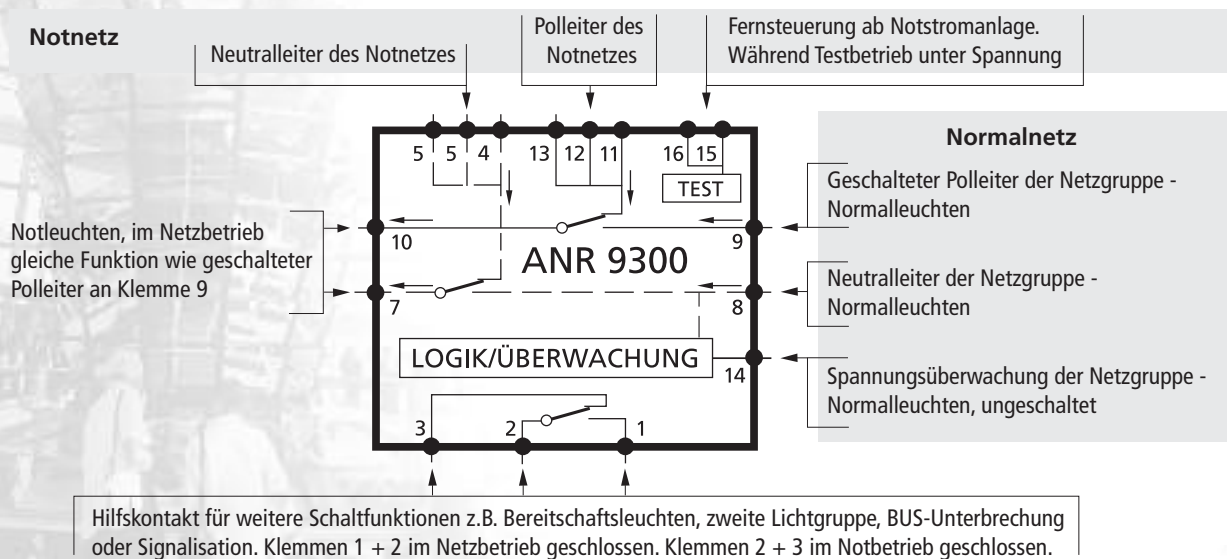 Notnetz
Neutralleiter des Notnetzes
Polleiter des
Notnetzes
Fernsteuerung ab Notstromanlage.
Während Testbetrieb unter Spannung
5 5 4 13 12 11 16 15
TEST
Normalnetz
Geschalteter Polleiter der Netzgruppe -
Normalleuchten
Notleuchten, im Netzbetrieb
gleiche Funktion wie geschalteter
Polleiter an Klemme 9
10
9
ANR 9300
Neutralleiter der Netzgruppe -
Normalleuchten
7
8
LOGIK/ÜBERWACHUNG
14
Spannungsüberwachung der Netzgruppe -
Normalleuchten, ungeschaltet
3 2 1
Hilfskontakt für weitere Schaltfunktionen z.B. Bereitschaftsleuchten, zweite Lichtgruppe, BUS-Unterbrechung
oder Signalisation. Klemmen 1 + 2 im Netzbetrieb geschlossen. Klemmen 2 + 3 im Notbetrieb geschlossen.